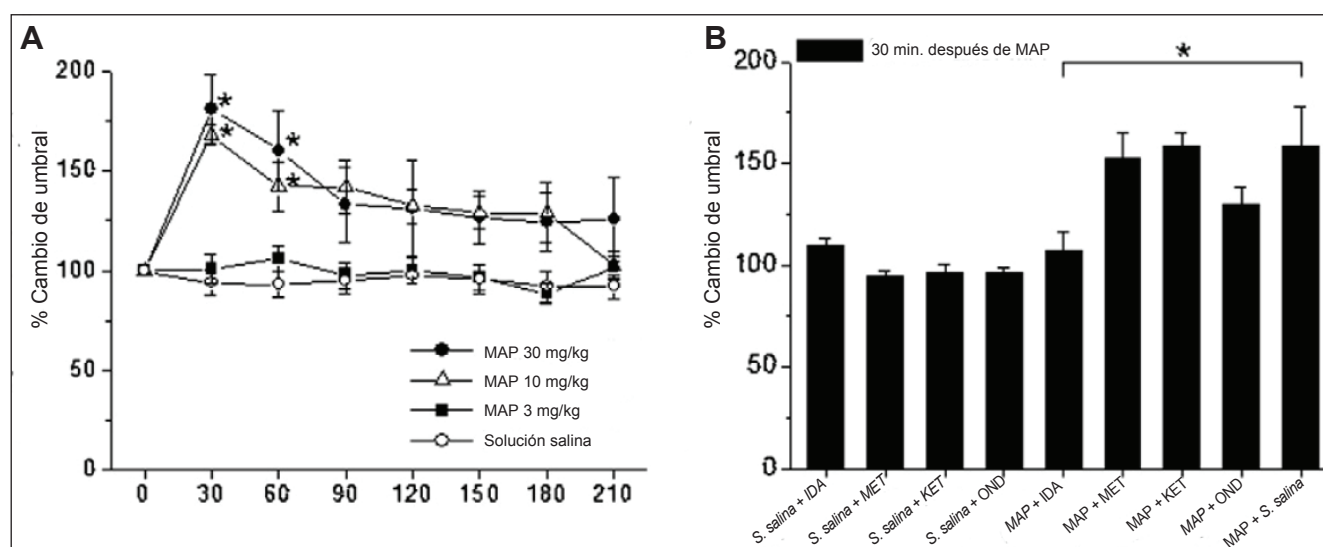 A
% Cambio de umbral
200
150
100
50
0
*
*
*
*
MAP 30 mg/kg
MAP 10 mg/kg
MAP 3 mg/kg
Solución salina
0 30 60 90 120 150 180 210
B
% Cambio de umbral
30 min. después de MAP
*
200
150
100
50
0
S. salina + IDA
S. salina + MET
S. salina + KET
S. salina + OND
MAP + IDA
MAP + MET
MAP + KET
MAP + OND
MAP + S. salina